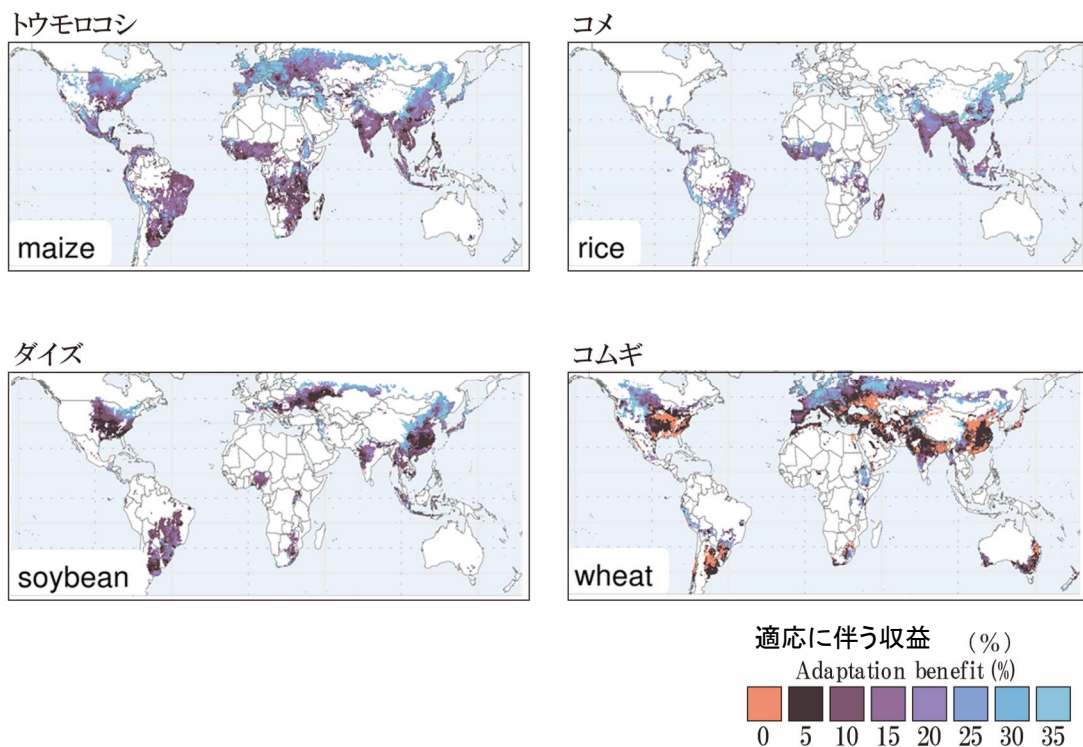 トウモロコシ
maize
コメ
rice
ダイズ
soybean
コムギ
wheat
適応に伴う収益 (%)
Adaptation benefit (%)
0 5 10 15 20 25 30 35